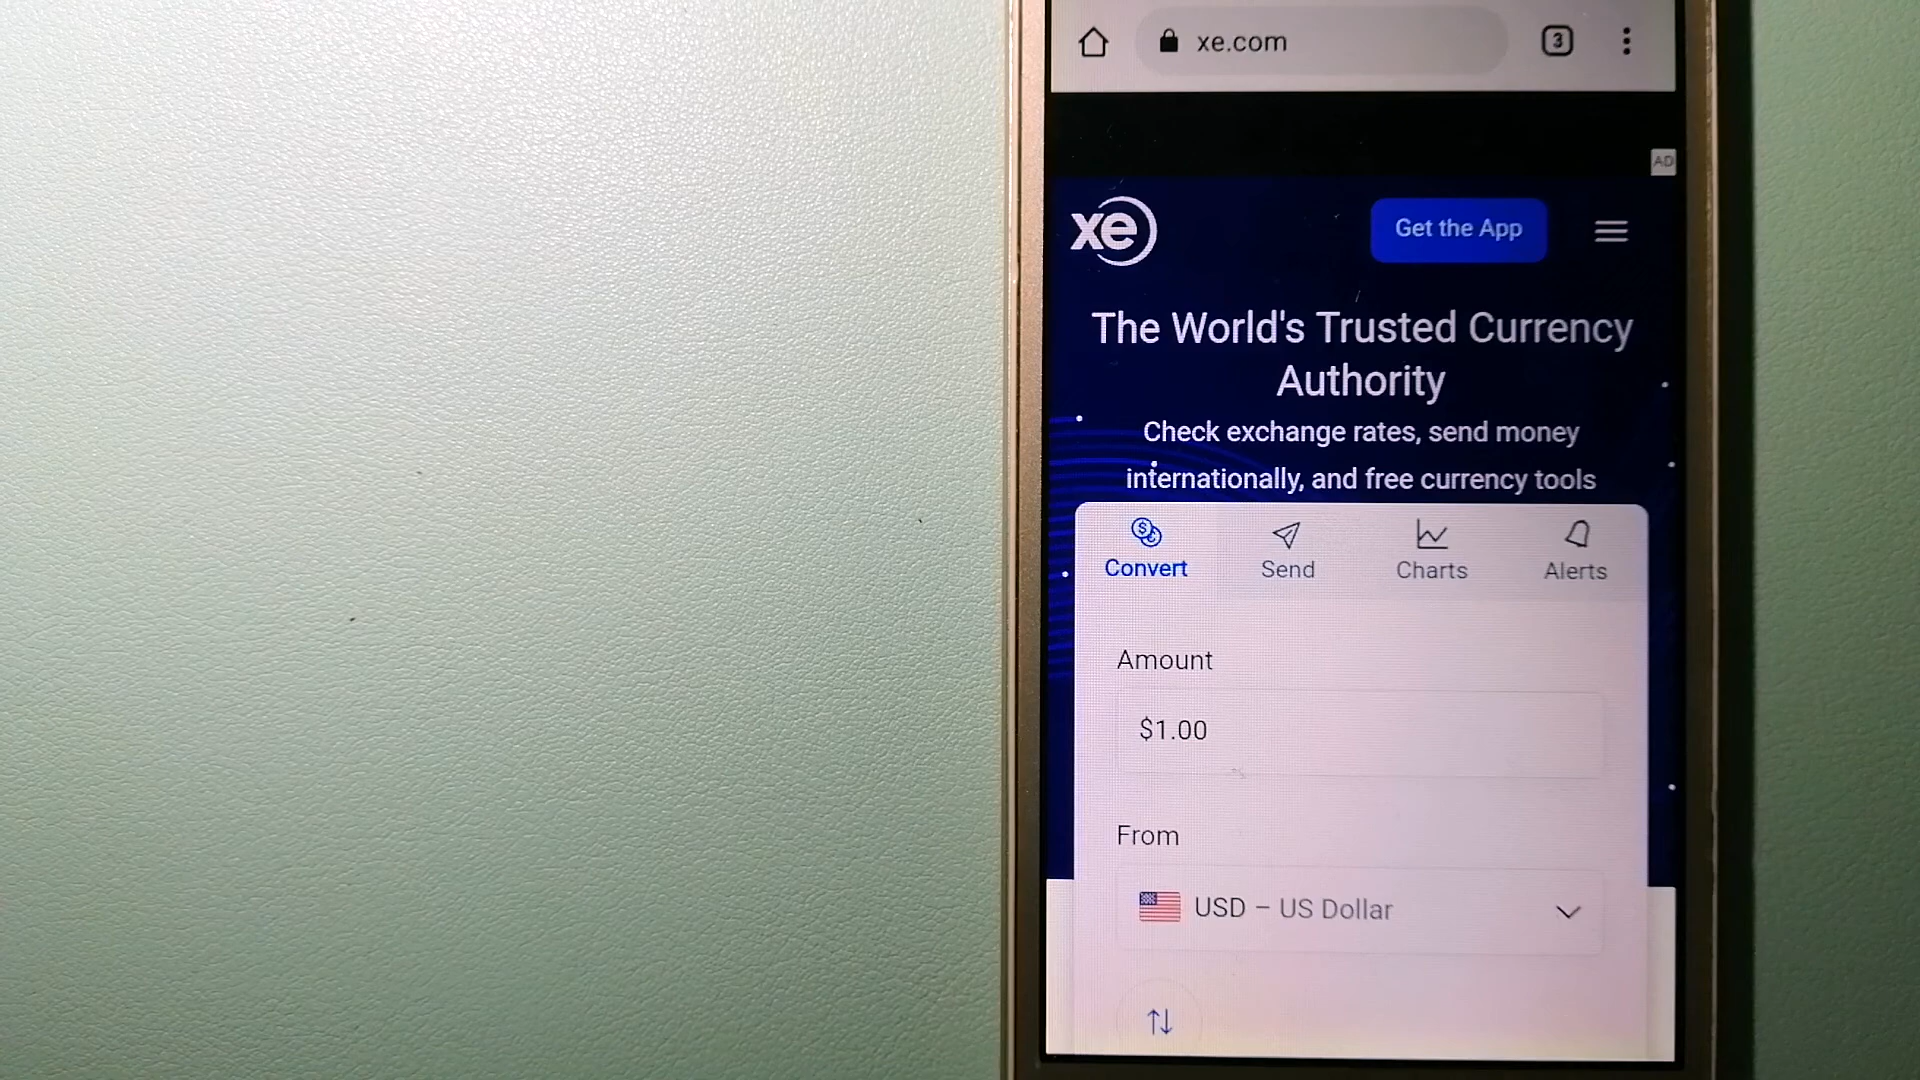 xe.com
3
AD
xe
Get the App
The World's Trusted Currency
Authority
Check exchange rates, send money
internationally, and free currency tools
Convert
Send
Charts
Alerts
Amount
$1.00
From
USD – US Dollar